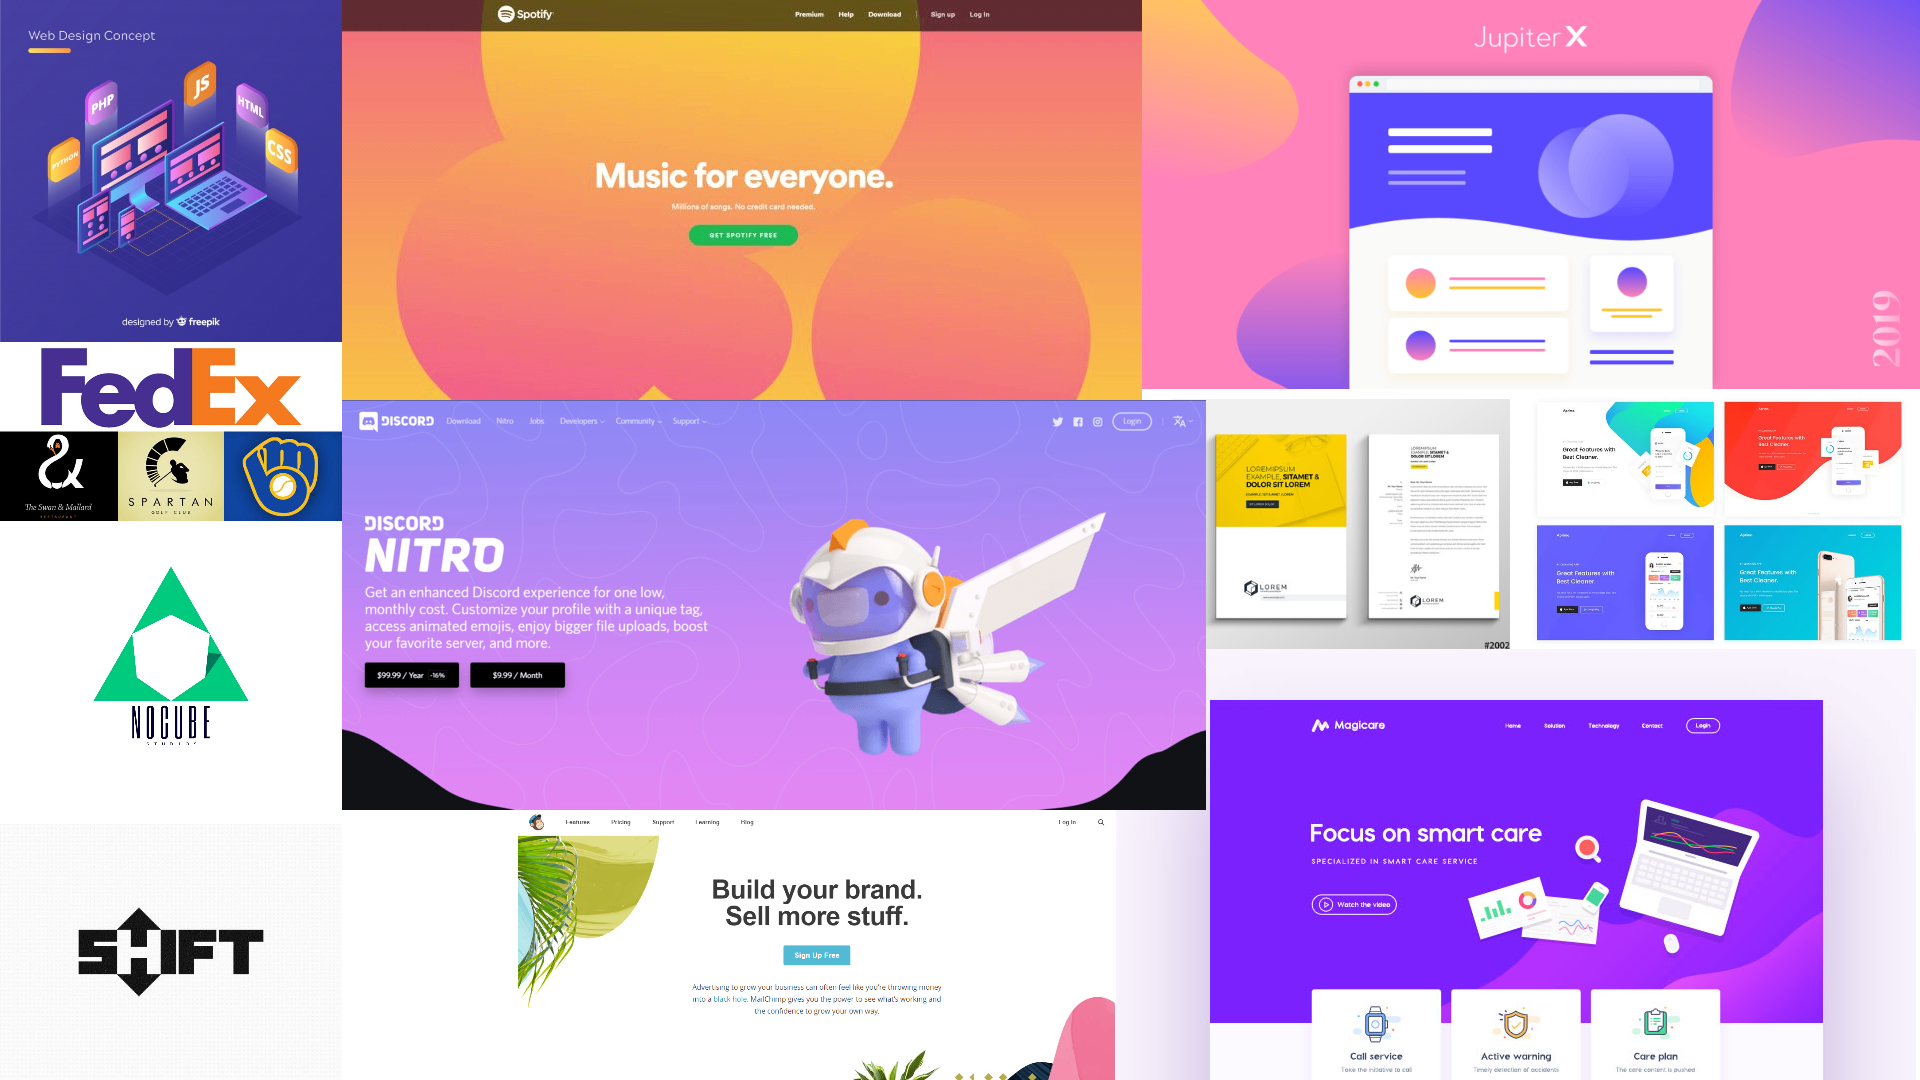 Web Design Concept
PHP
JS
HTML
PYTHON
CSS
designed by freepik
Spotify
Premium Help Download | Sign up Log In
Music for everyone.
Millions of songs. No credit card needed.
GET SPOTIFY FREE
Jupiter X
2019
FedEx
The Swan & Mallard
RESTAURANT
SPARTAN
GOLF CLUB
NOCUBE
STUDIOS
SHIFT
DISCORD Download Nitro Jobs Developers Community Support
Login
DISCORD
NITRO
Get an enhanced Discord experience for one low,
monthly cost. Customize your profile with a unique tag,
access animated emojis, enjoy bigger file uploads, boost
your favorite server, and more.
$99.99 / Year -16%
$9.99 / Month
LOREMIPSUM
EXAMPLE, SITAMET &
DOLOR SIT LOREM
LOREM
LOREMIPSUM
EXAMPLE, SITAMET &
DOLOR SIT LOREM
LOREM
#2002
Great Features with
Best Cleaner.
Great Features with
Best Cleaner.
Great Features with
Best Cleaner.
Great Features with
Best Cleaner.
Features Pricing Support Learning Blog
Log In
Build your brand.
Sell more stuff.
Sign Up Free
Advertising to grow your business can often feel like you're throwing money
into a black hole. MailChimp gives you the power to see what's working and
the confidence to grow your own way.
Magicare
Home Solution Technology Contact Login
Focus on smart care
SPECIALIZED IN SMART CARE SERVICE
Watch the video
Call service
Take the initiative to call
Active warning
Timely detection of accidents
Care plan
The care content is pushed